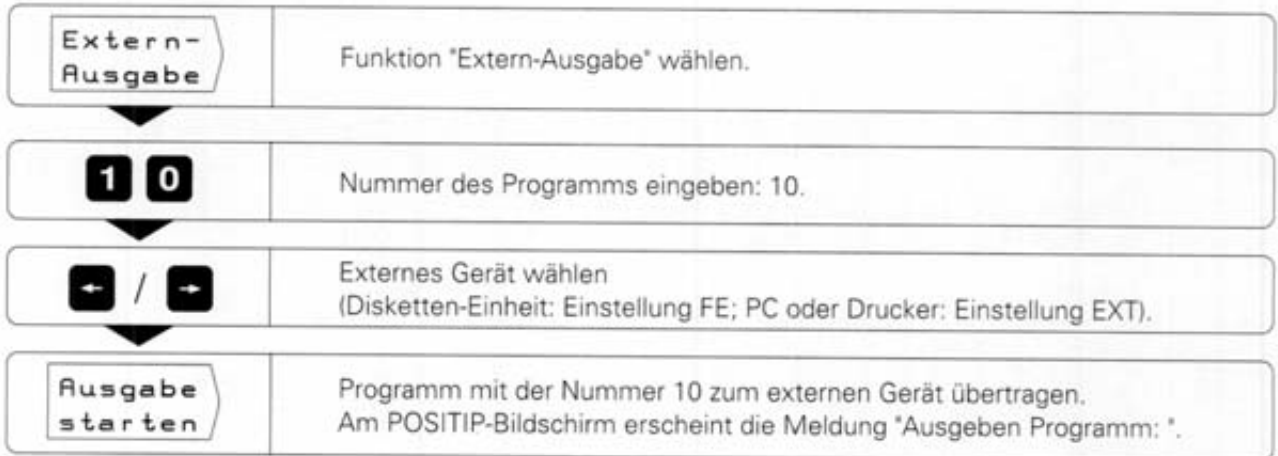 Extern-
Ausgabe
Funktion "Extern-Ausgabe" wählen.
1 0
Nummer des Programms eingeben: 10.
← / →
Externes Gerät wählen
(Disketten-Einheit: Einstellung FE; PC oder Drucker: Einstellung EXT).
Ausgabe
starten
Programm mit der Nummer 10 zum externen Gerät übertragen.
Am POSITIP-Bildschirm erscheint die Meldung "Ausgeben Programm: ".